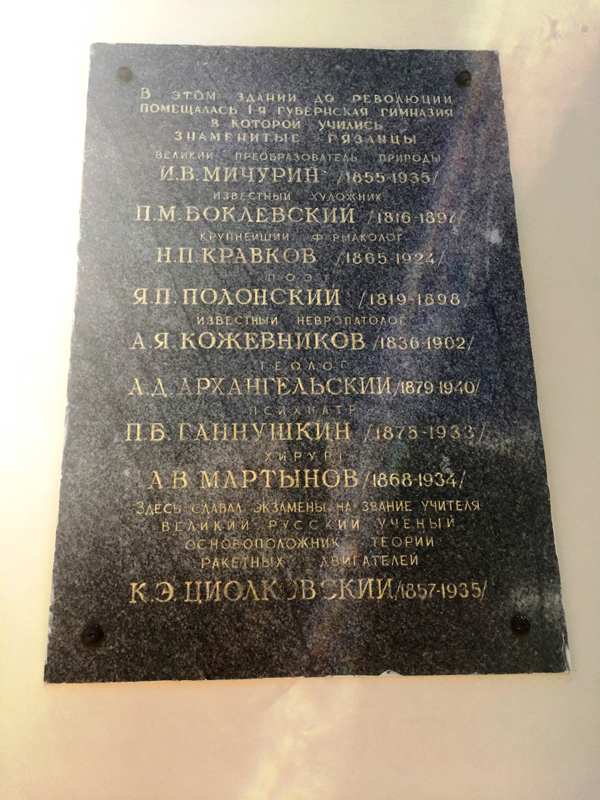 В ЭТОМ ЗДАНИИ ДО РЕВОЛЮЦИИ
ПОМЕЩАЛАСЬ 1-Я ГУБЕРНСКАЯ ГИМНАЗИЯ
В КОТОРОЙ УЧИЛИСЬ
ЗНАМЕНИТЫЕ РЯЗАНЦЫ
ВЕЛИКИЙ ПРЕОБРАЗОВАТЕЛЬ ПРИРОДЫ
И.В.МИЧУРИН /1855-1935/
ИЗВЕСТНЫЙ ХУДОЖНИК
П.М.БОКЛЕВСКИЙ /1816-1897/
КРУПНЕЙШИЙ ФАРМАКОЛОГ
Н.П.КРАВКОВ /1865-1924/
ПОЭТ
Я.П.ПОЛОНСКИЙ /1819-1898/
ИЗВЕСТНЫЙ НЕВРОПАТОЛОГ
А.Я.КОЖЕВНИКОВ /1836-1902/
ГЕОЛОГ
А.Д.АРХАНГЕЛЬСКИЙ/1879-1940/
ПСИХИАТР
П.Б.ГАННУШКИН /1875-1933/
ХИРУРГ
А.В МАРТЫНОВ /1868-1934/
ЗДЕСЬ СДАВАЛ ЭКЗАМЕНЫ НА ЗВАНИЕ УЧИТЕЛЯ
ВЕЛИКИЙ РУССКИЙ УЧЕНЫЙ
ОСНОВОПОЛОЖНИК ТЕОРИИ
РАКЕТНЫХ ДВИГАТЕЛЕЙ
К.Э.ЦИОЛКОВСКИЙ/1857-1935/